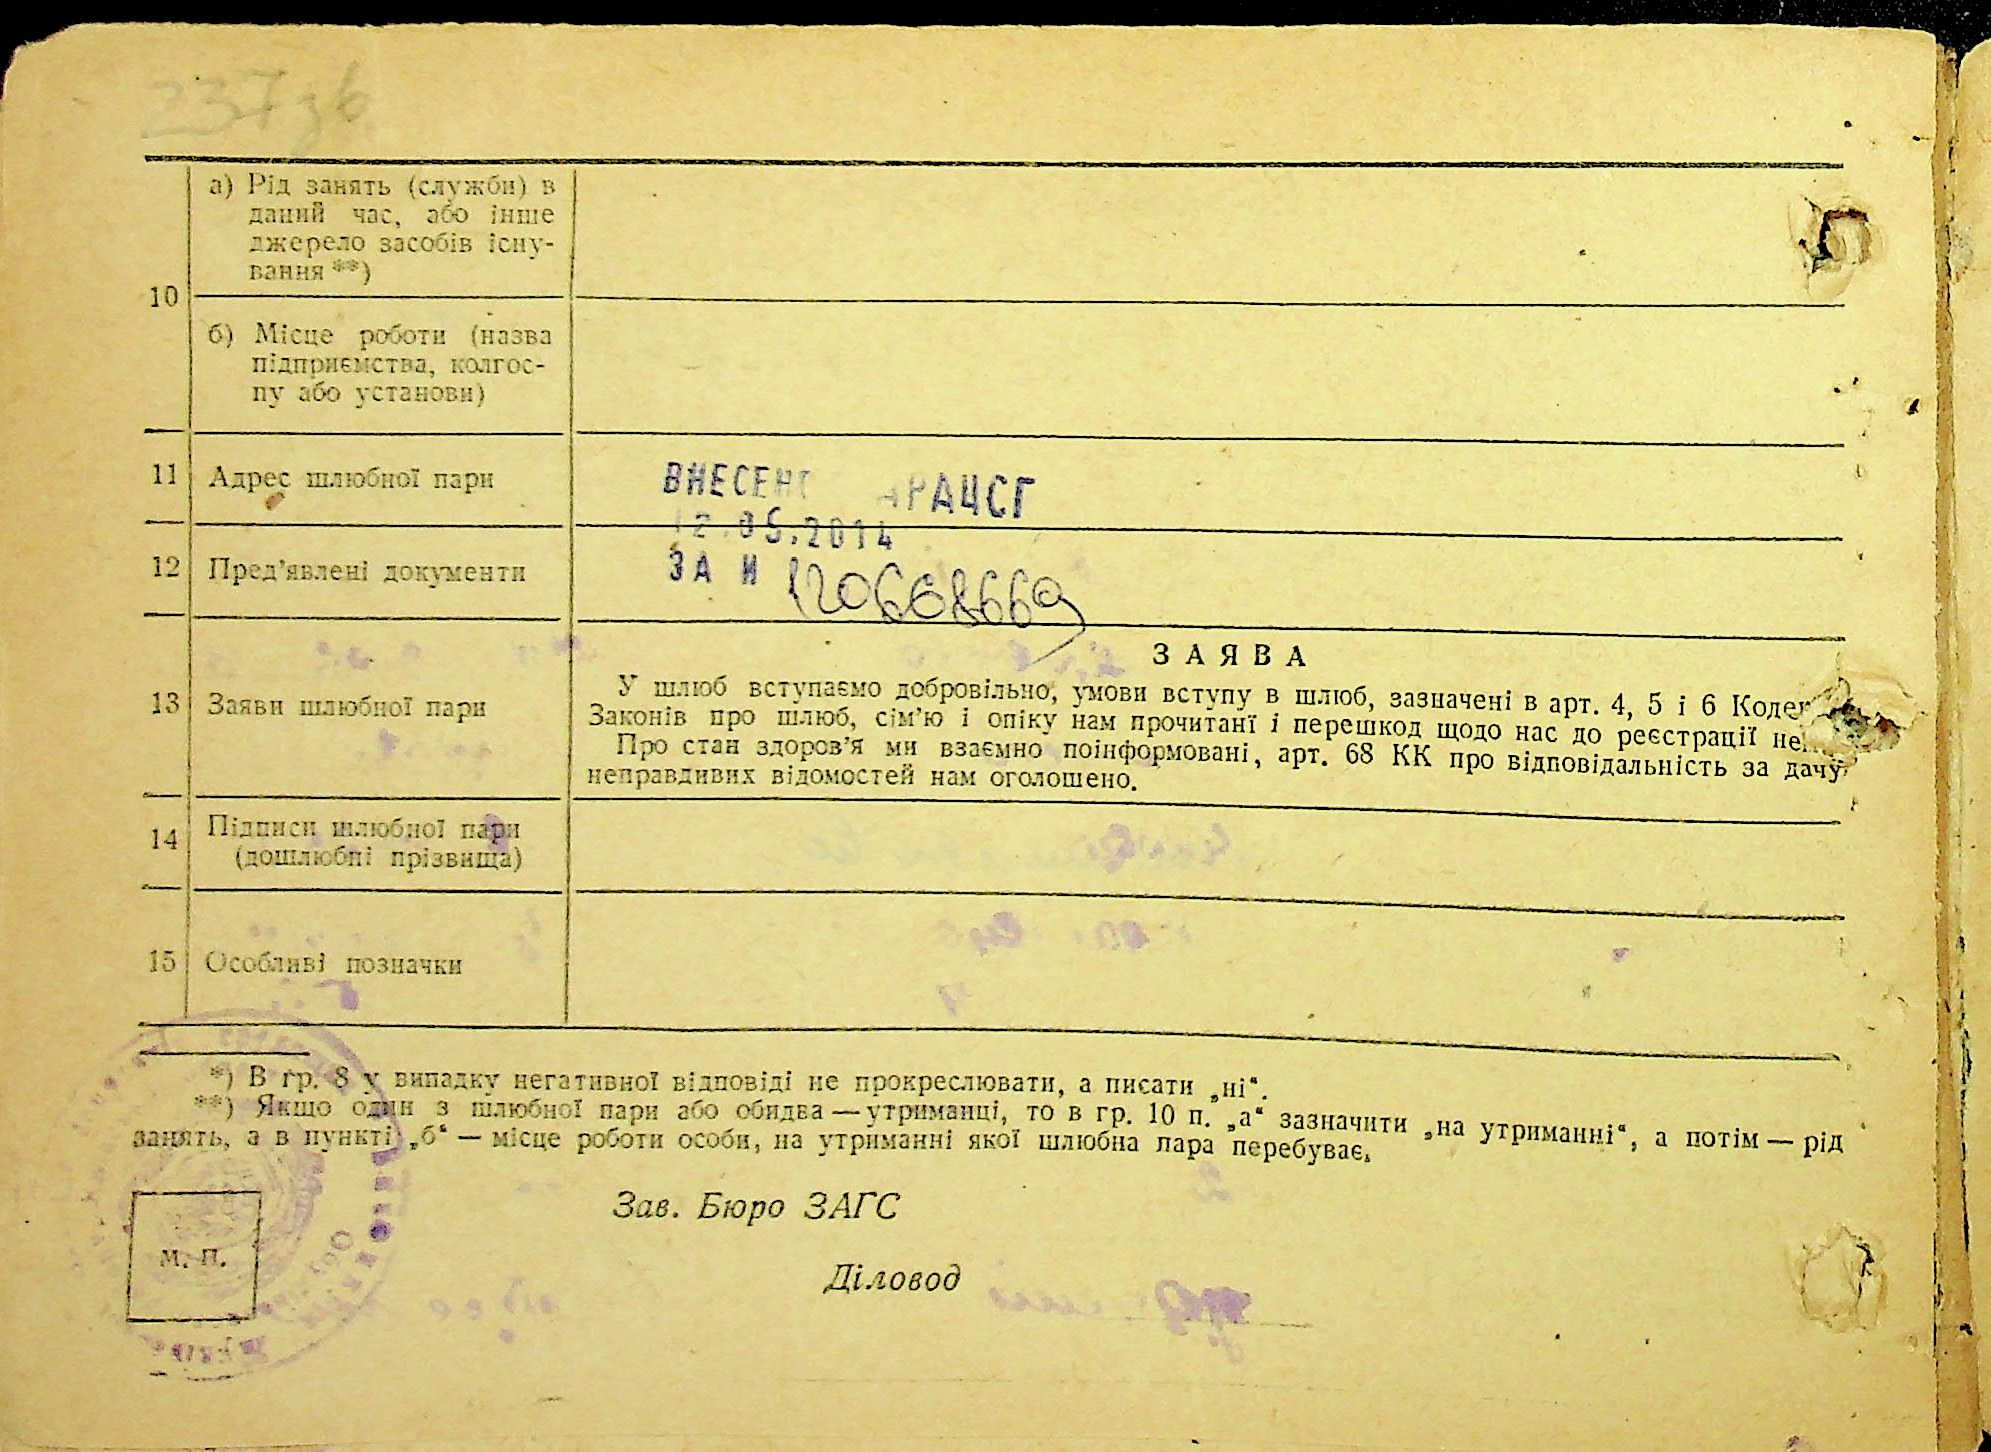 237 зв
10
а) Рід занять (служби) в
даний час, або інше
джерело засобів існу-
вання **)
б) Місце роботи (назва
підприємства, колгос-
пу або установи)
11 Адрес шлюбної пари
ВНЕСЕНО РАЦСГ
12.05.2014
12 Пред’явлені документи
ЗА И 120668669
13 Заяви шлюбної пари
ЗАЯВА
У шлюб вступаємо добровільно, умови вступу в шлюб, зазначені в арт. 4, 5 і 6
Законів про шлюб, сім’ю і опіку нам прочитані і перешкод щодо нас до реєстрації
Про стан здоров’я ми взаємно поінформовані, арт. 68 КК про відповідальність за дачу
неправдивих відомостей нам оголошено.
14 Підписи шлюбної пари
(дошлюбні прізвища)
15 Особливі позначки
*) В гр. 8 у випадку негативної відповіді не прокреслювати, а писати „ні“.
**) Якщо один з шлюбної пари або обидва — утриманці, то в гр. 10 п. „а“ зазначити „на утриманні“, а потім — рід
занять, а в пункті „б“ — місце роботи особи, на утриманні якої шлюбна пара перебуває.
Зав. Бюро ЗАГС
М. П.
Діловод